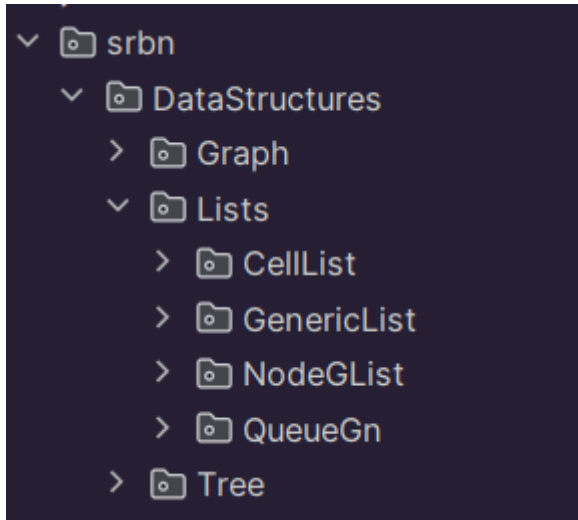 srbn
DataStructures
Graph
Lists
CellList
GenericList
NodeGList
QueueGn
Tree